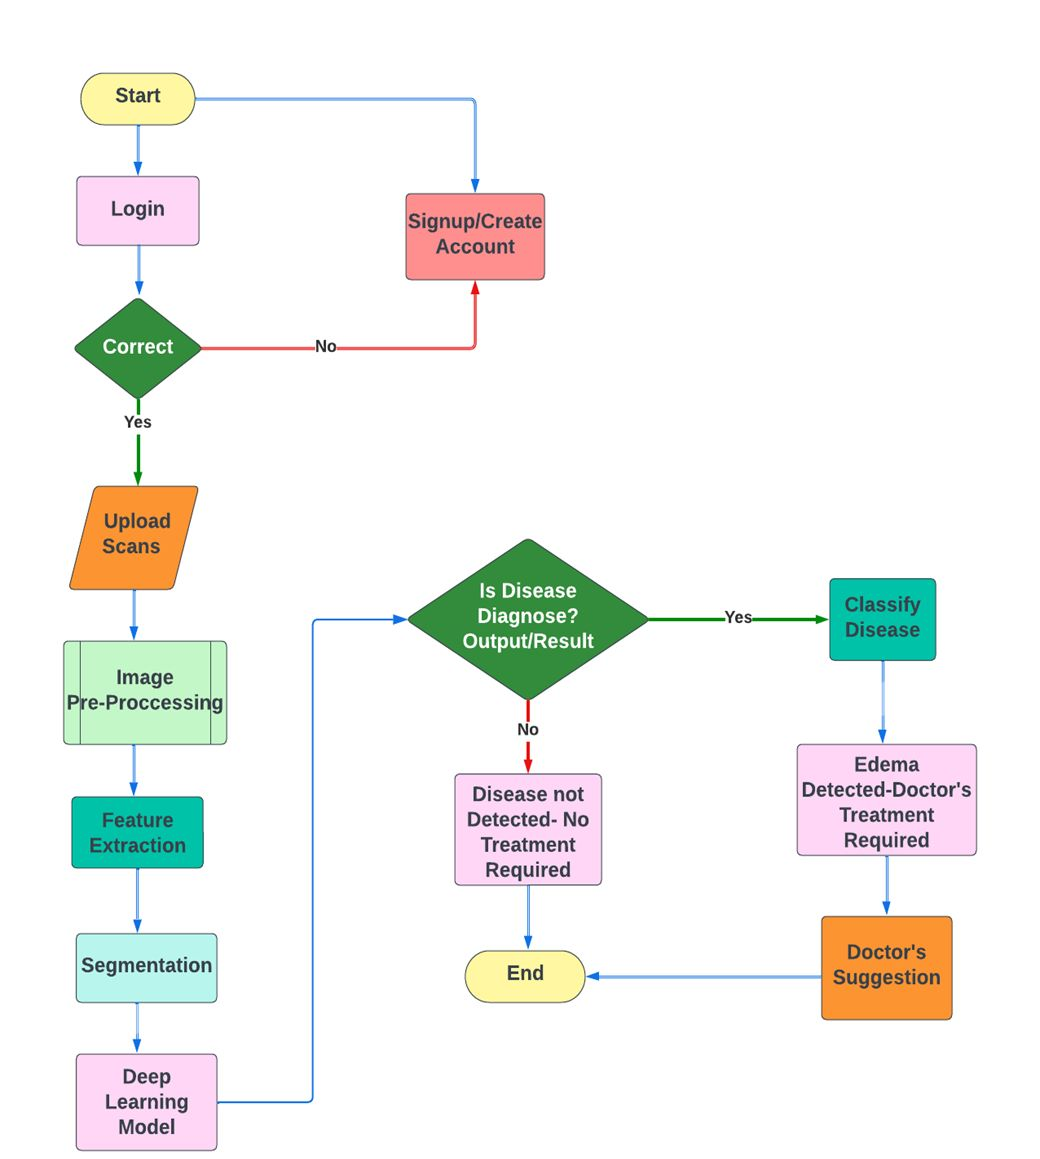 Start
Login
Signup/Create
Account
Correct
No
Yes
Upload
Scans
Image
Pre-Proccessing
Feature
Extraction
Segmentation
Deep
Learning
Model
Is Disease
Diagnose?
Output/Result
Yes
Classify
Disease
No
Disease not
Detected- No
Treatment
Required
Edema
Detected-Doctor's
Treatment
Required
Doctor's
Suggestion
End